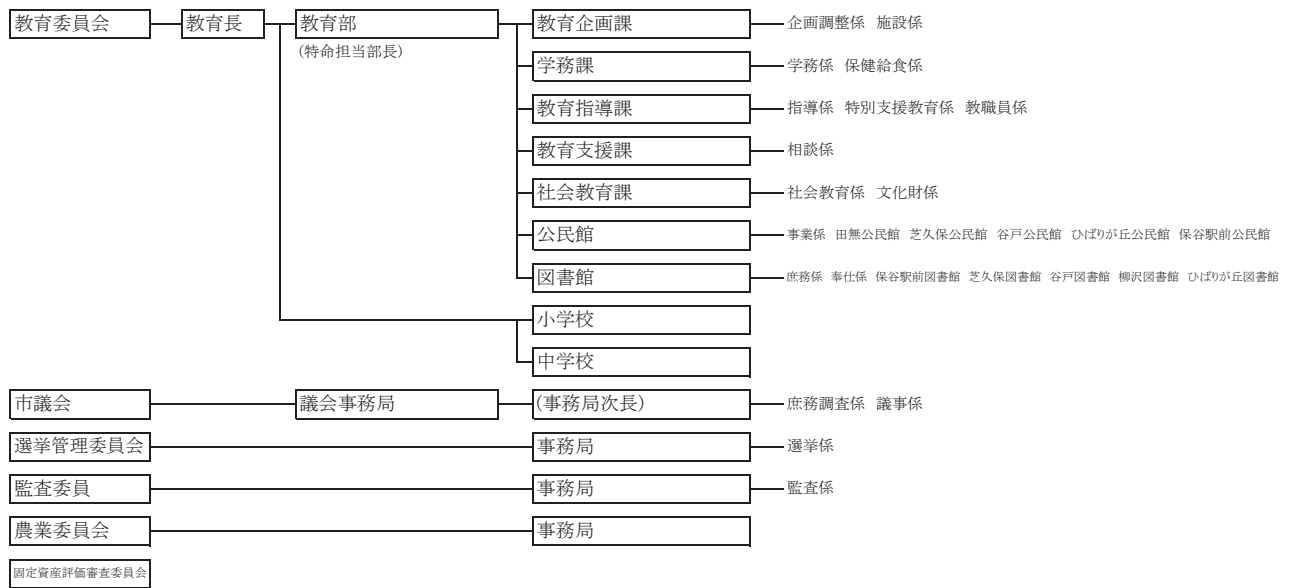 教育委員会 教育長 教育部 教育企画課 企画調整係 施設係
(特命担当部長)
学務課 学務係 保健給食係
教育指導課 指導係 特別支援教育係 教職員係
教育支援課 相談係
社会教育課 社会教育係 文化財係
公民館 事業係 田無公民館 芝久保公民館 谷戸公民館 ひばりが丘公民館 保谷駅前公民館
図書館 庶務係 奉仕係 保谷駅前図書館 芝久保図書館 谷戸図書館 柳沢図書館 ひばりが丘図書館
小学校
中学校
市議会 議会事務局 (事務局次長) 庶務調査係 議事係
選挙管理委員会 事務局 選挙係
監査委員 事務局 監査係
農業委員会 事務局
固定資産評価審査委員会